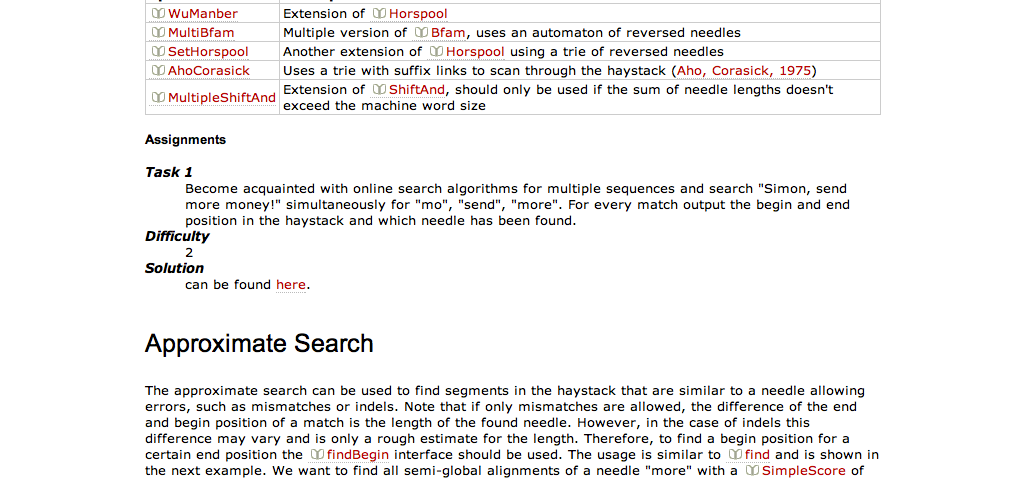 WuManber Extension of Horspool
MultiBfam Multiple version of Bfam, uses an automaton of reversed needles
SetHorspool Another extension of Horspool using a trie of reversed needles
AhoCorasick Uses a trie with suffix links to scan through the haystack (Aho, Corasick, 1975)
MultipleShiftAnd Extension of ShiftAnd, should only be used if the sum of needle lengths doesn't
exceed the machine word size
Assignments
Task 1
Become acquainted with online search algorithms for multiple sequences and search "Simon, send
more money!" simultaneously for "mo", "send", "more". For every match output the begin and end
position in the haystack and which needle has been found.
Difficulty
2
Solution
can be found here.
Approximate Search
The approximate search can be used to find segments in the haystack that are similar to a needle allowing
errors, such as mismatches or indels. Note that if only mismatches are allowed, the difference of the end
and begin position of a match is the length of the found needle. However, in the case of indels this
difference may vary and is only a rough estimate for the length. Therefore, to find a begin position for a
certain end position the findBegin interface should be used. The usage is similar to find and is shown in
the next example. We want to find all semi-global alignments of a needle "more" with a SimpleScore of